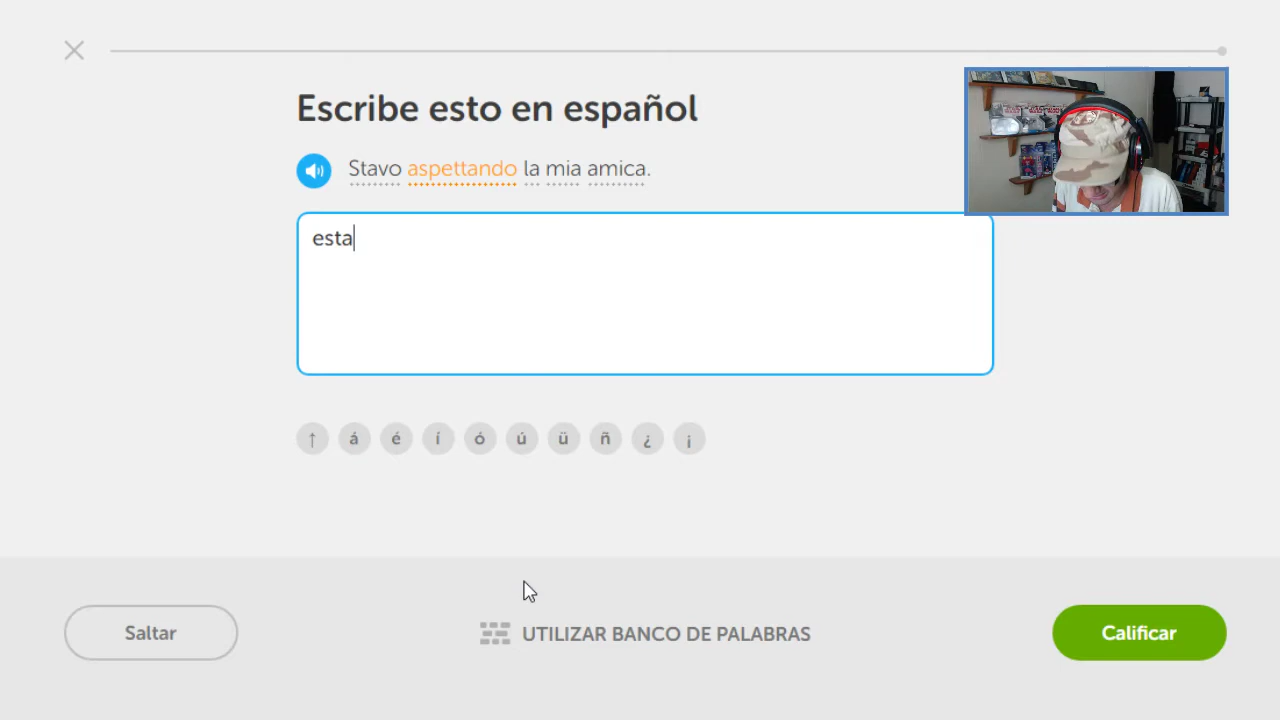 Escribe esto en español
Stavo aspettando la mia amica.
esta
↑ á é í ó ú ü ñ ¿ ¡
Saltar
UTILIZAR BANCO DE PALABRAS
Calificar